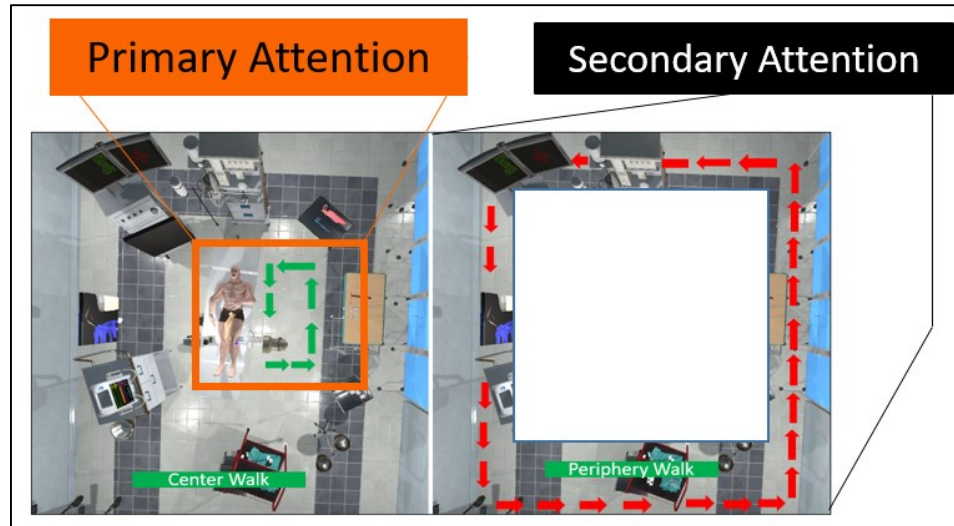 Primary Attention
Secondary Attention
Center Walk
Periphery Walk